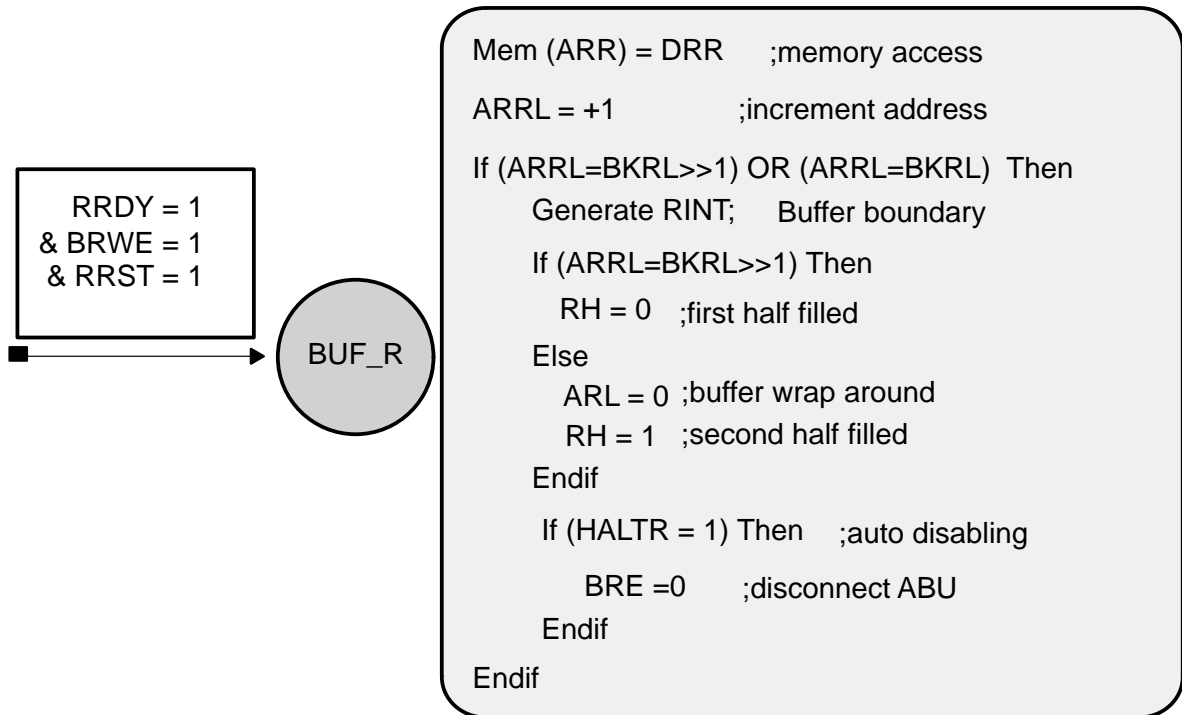 RRDY = 1
& BRWE = 1
& RRST = 1
BUF_R
Mem (ARR) = DRR ;memory access
ARRL = +1 ;increment address
If (ARRL=BKRL>>1) OR (ARRL=BKRL) Then
Generate RINT; Buffer boundary
If (ARRL=BKRL>>1) Then
RH = 0 ;first half filled
Else
ARL = 0 ;buffer wrap around
RH = 1 ;second half filled
Endif
If (HALTR = 1) Then ;auto disabling
BRE =0 ;disconnect ABU
Endif
Endif